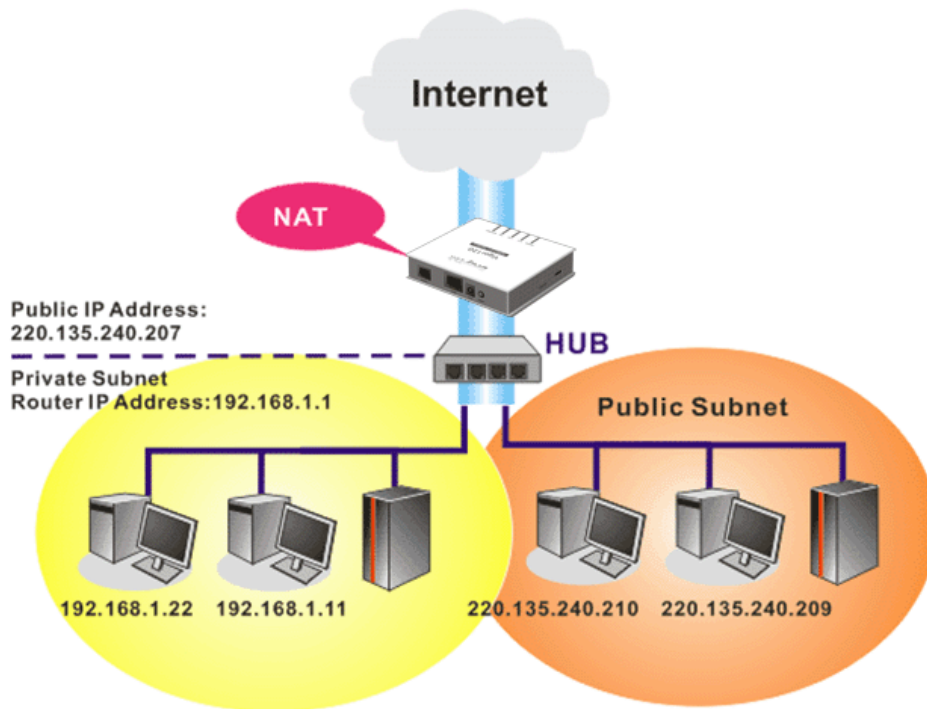 Internet
NAT
Public IP Address:
220.135.240.207
HUB
Private Subnet
Router IP Address:192.168.1.1
Public Subnet
192.168.1.22
192.168.1.11
220.135.240.210
220.135.240.209